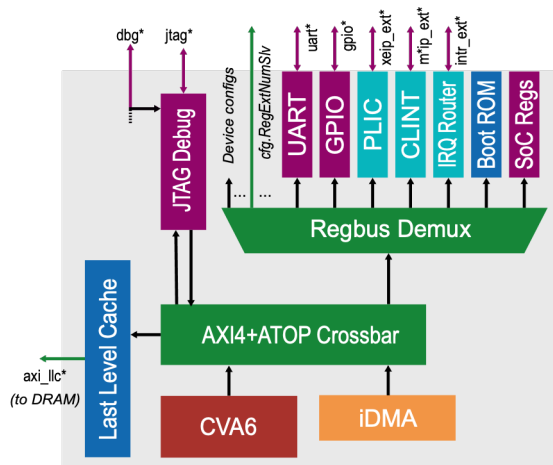 dbg*
jtag*
uart*
gpio*
xeip_ext*
m*ip_ext*
intr_ext*
Device configs
cfg.RegExtNumSlv
JTAG Debug
UART
GPIO
PLIC
CLINT
IRQ Router
Boot ROM
SoC Regs
... ...
Regbus Demux
Last Level Cache
AXI4+ATOP Crossbar
axi_llc*
(to DRAM)
CVA6
iDMA